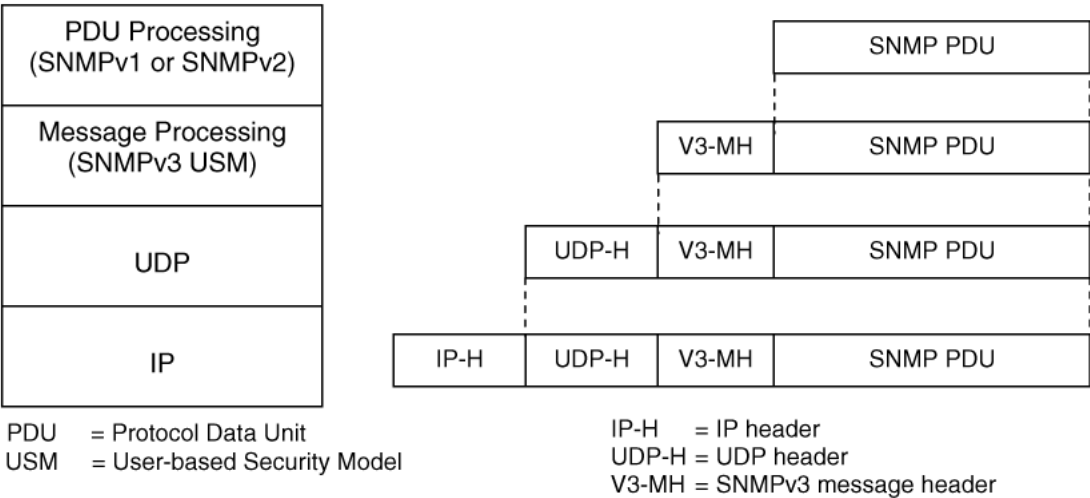 PDU Processing
(SNMPv1 or SNMPv2)
SNMP PDU
Message Processing
(SNMPv3 USM)
V3-MH SNMP PDU
UDP
UDP-H V3-MH SNMP PDU
IP
IP-H UDP-H V3-MH SNMP PDU
PDU = Protocol Data Unit
USM = User-based Security Model
IP-H = IP header
UDP-H = UDP header
V3-MH = SNMPv3 message header